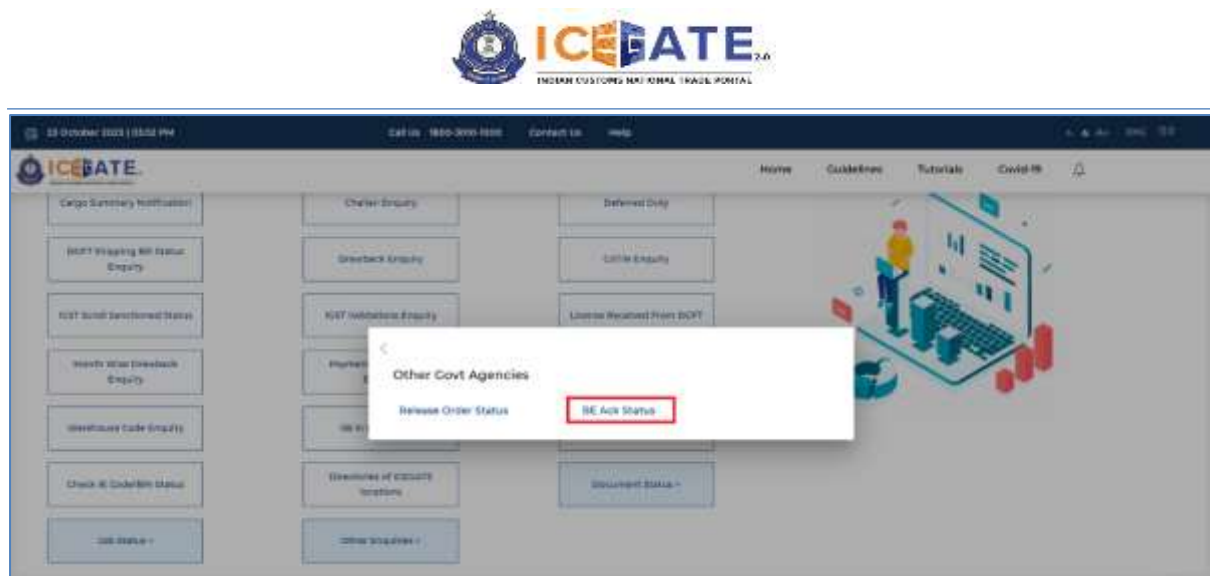 ICEGATE 2.0
INDIAN CUSTOMS NATIONAL TRADE PORTAL
Call Us
Contact Us
Help
ICEGATE
Home
Guidelines
Tutorials
Covid-19
Cargo Summary Notification
Challan Enquiry
Deferred Duty
DGFT Shipping Bill Status
Enquiry
Drawback Enquiry
GSTIN Enquiry
IGST Scroll Sanctioned Status
IGST Validations Enquiry
License Received From DGFT
Month Wise Drawback
Enquiry
Other Govt Agencies
Release Order Status
BE Ack Status
Warehouse Code Enquiry
Check IE Code/BIN Status
Directories of ICEGATE
locations
Document Status >
Job Status >
Other Enquiries >